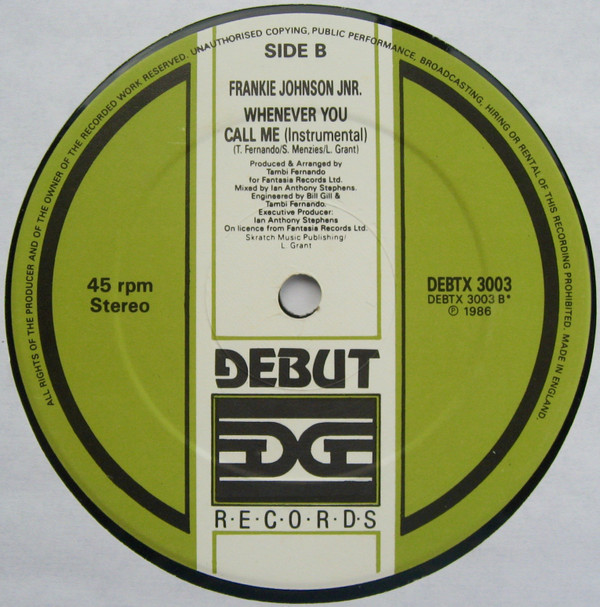 ALL RIGHTS OF THE PRODUCER AND OF THE OWNER OF THE RECORDED WORK RESERVED. UNAUTHORISED COPYING, PUBLIC PERFORMANCE, BROADCASTING, HIRING OR RENTAL OF THIS RECORDING PROHIBITED. MADE IN ENGLAND.
SIDE B
FRANKIE JOHNSON JNR.
WHENEVER YOU
CALL ME (Instrumental)
(T. Fernando/S. Menzies/L. Grant)
Produced & Arranged by
Tambi Fernando
for Fantasia Records Ltd.
Mixed by Ian Anthony Stephens.
Engineered by Bill Gill &
Tambi Fernando.
Executive Producer:
Ian Anthony Stephens
On licence from Fantasia Records Ltd.
Skratch Music Publishing/
L. Grant
45 rpm
Stereo
DEBTX 3003
DEBTX 3003 B*
℗ 1986
DEBUT
EDGE
R·E·C·O·R·D·S